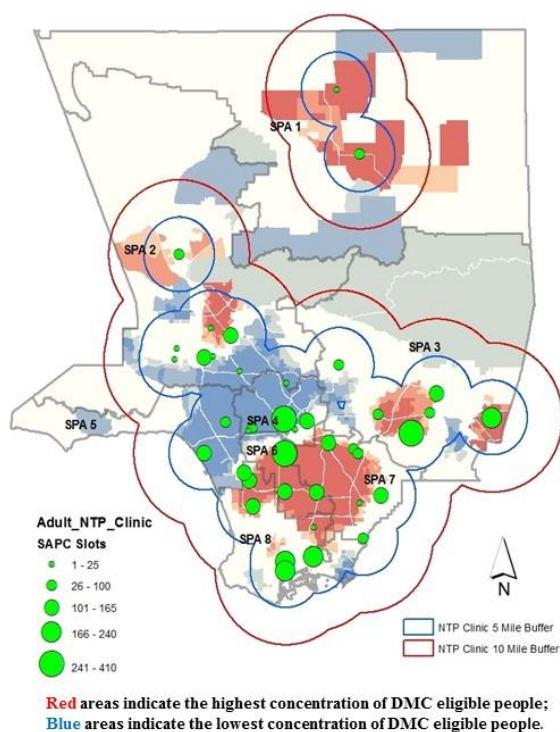 SPA 1
SPA 2
SPA 3
SPA 5
SPA 4
SPA 6
SPA 7
SPA 8
Adult_NTP_Clinic
SAPC Slots
1 - 25
26 - 100
101 - 165
166 - 240
241 - 410
N
NTP Clinic 5 Mile Buffer
NTP Clinic 10 Mile Buffer
Red areas indicate the highest concentration of DMC eligible people;
Blue areas indicate the lowest concentration of DMC eligible people.